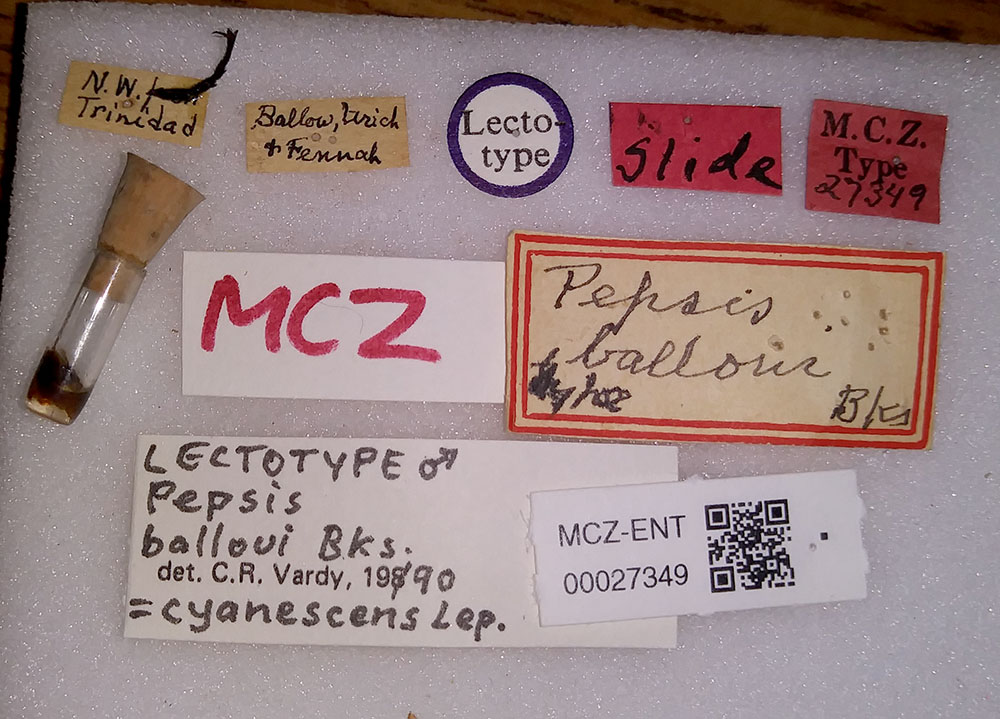 N.W.
Trinidad
Ballow, Urich
+ Fennah
Lecto-
type
Slide
M.C.Z.
Type
27349
MCZ
Pepsis
balloui
type
Bks
LECTOTYPE ♂
Pepsis
balloui Bks.
det. C.R. Vardy, 1990
=cyanescens Lep.
MCZ-ENT
00027349